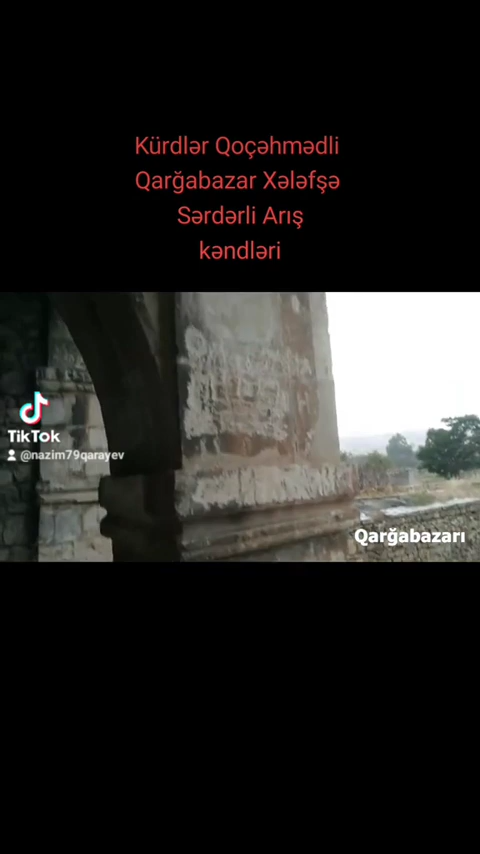 Kürdlər Qoçəhmədli
Qarğabazar Xələfşə
Sərdərli Arış
kəndləri
TikTok
@nazim79qarayev
Qarğabazarı